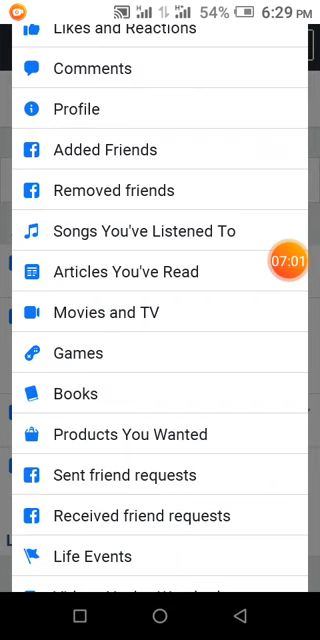 54% 6:29 PM
Likes and Reactions
Comments
Profile
Added Friends
Removed friends
Songs You've Listened To
Articles You've Read
07:01
Movies and TV
Games
Books
Products You Wanted
Sent friend requests
Received friend requests
Life Events